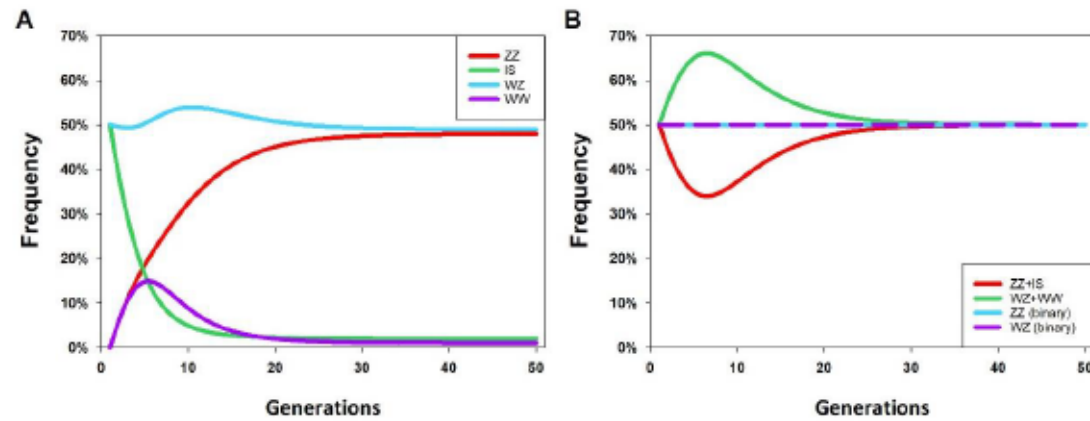 A
B
70%
60%
50%
40%
30%
20%
10%
0%
Frequency
ZZ
IS
WZ
WW
0
10
20
30
40
50
Generations
70%
60%
50%
40%
30%
20%
10%
0%
Frequency
ZZ+IS
WZ+WW
ZZ (binary)
WZ (binary)
0
10
20
30
40
50
Generations